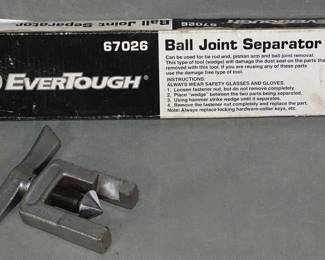 67026
EVERTOUGH®
Ball Joint Separator
Can be used for tie rod end, pitman arm and ball joint removal.
This type of tool (wedge) will damage the dust seal on the parts
removed with this tool. If you are reusing any of these parts
use the damage free type of tool.
INSTRUCTIONS:
ALWAYS WEAR SAFETY GLASSES AND GLOVES.
1. Loosen fastener nut, but do not remove completely.
2. Place "wedge" between the two parts being separated.
3. Using hammer strike wedge until it separates.
4. Remove the fastener nut completely and replace the part.
Note: Always replace locking hardware-cotter keys, etc.